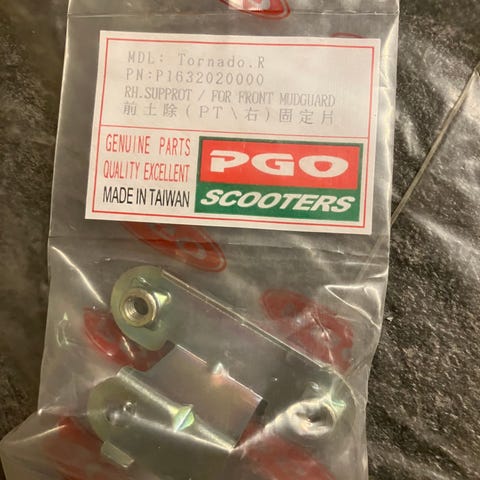 MDL: Tornado.R
PN:P1632020000
RH.SUPPROT / FOR FRONT MUDGUARD
前土除(PT\右)固定片
GENUINE PARTS
QUALITY EXCELLENT
MADE IN TAIWAN
PGO
SCOOTERS